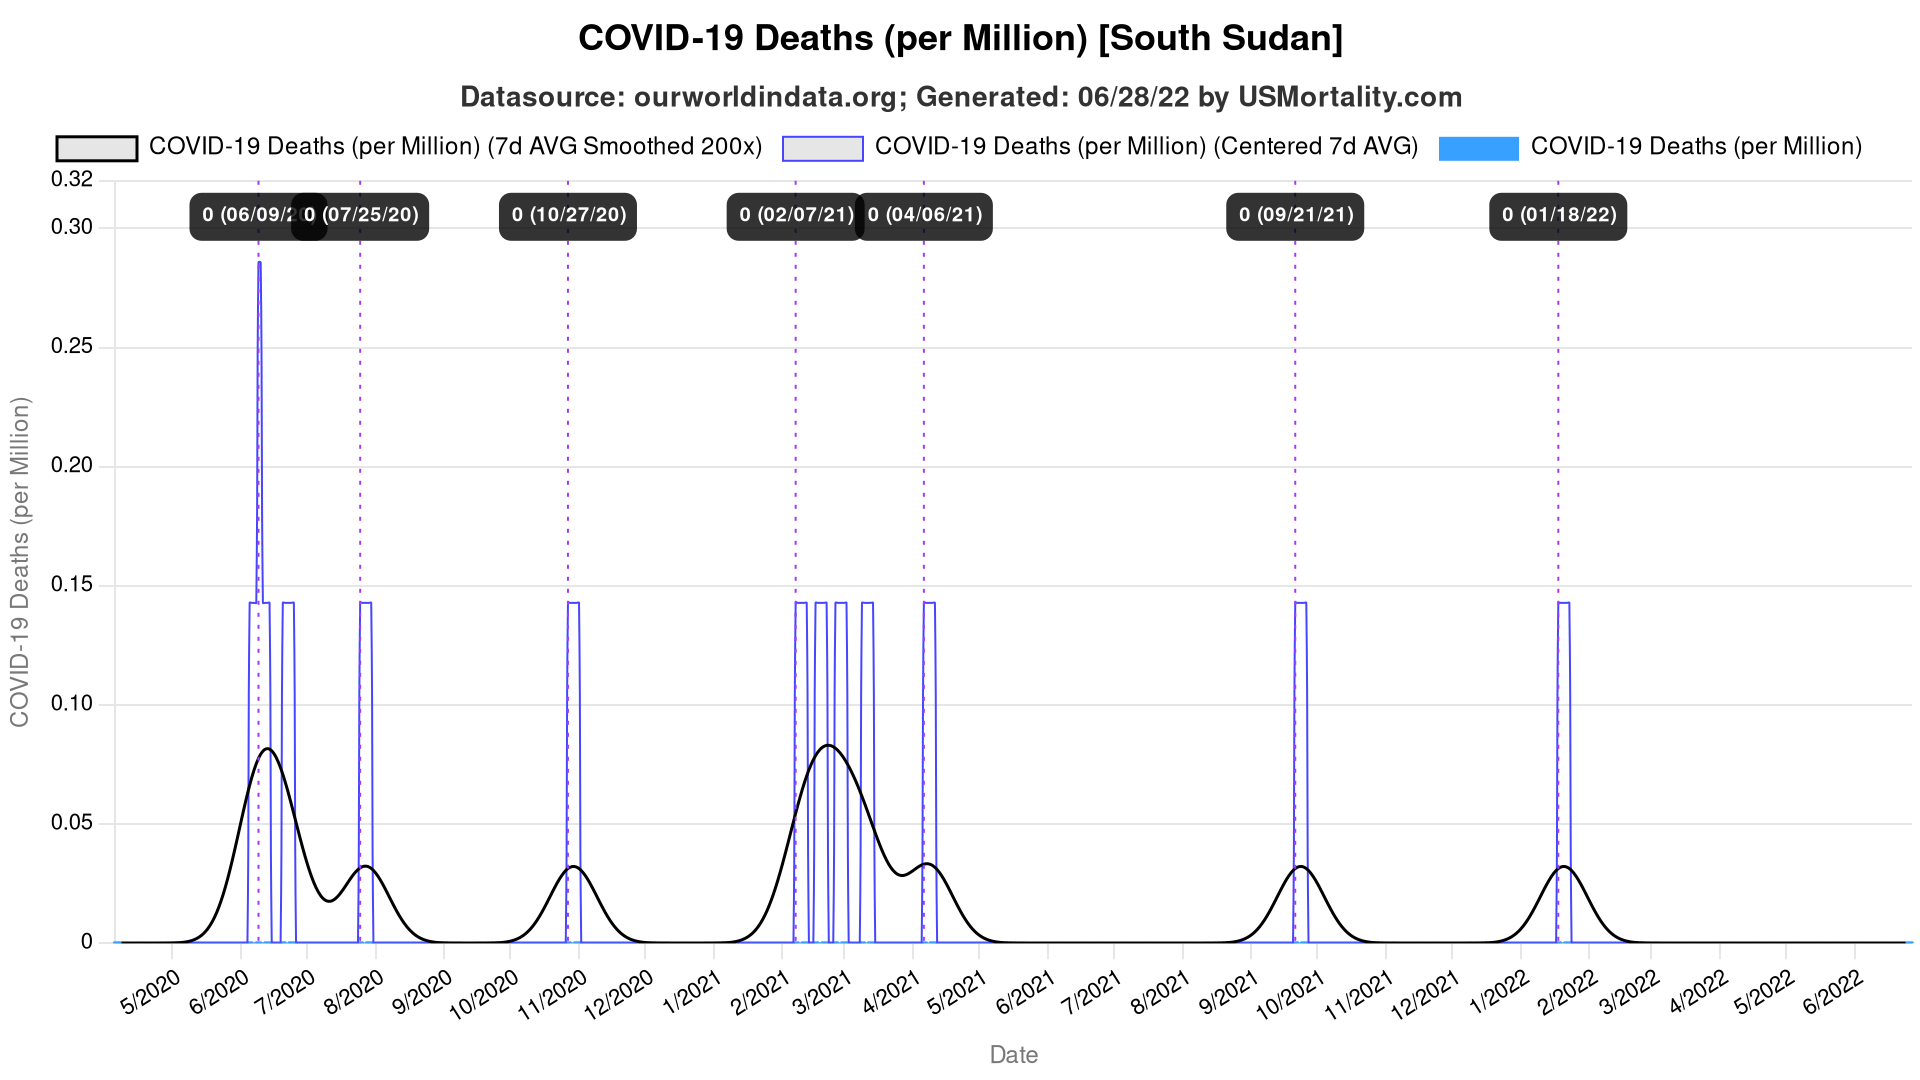 COVID-19 Deaths (per Million) [South Sudan]
Datasource: ourworldindata.org; Generated: 06/28/22 by USMortality.com
COVID-19 Deaths (per Million) (7d AVG Smoothed 200x) COVID-19 Deaths (per Million) (Centered 7d AVG) COVID-19 Deaths (per Million)
0.32
0 (06/09/20 0 (07/25/20) 0 (10/27/20) 0 (02/07/21) 0 (04/06/21) 0 (09/21/21) 0 (01/18/22)
0.30
0.25
0.20
0.15
0.10
0.05
0
COVID-19 Deaths (per Million)
5/2020 6/2020 7/2020 8/2020 9/2020 10/2020 11/2020 12/2020 1/2021 2/2021 3/2021 4/2021 5/2021 6/2021 7/2021 8/2021 9/2021 10/2021 11/2021 12/2021 1/2022 2/2022 3/2022 4/2022 5/2022 6/2022
Date